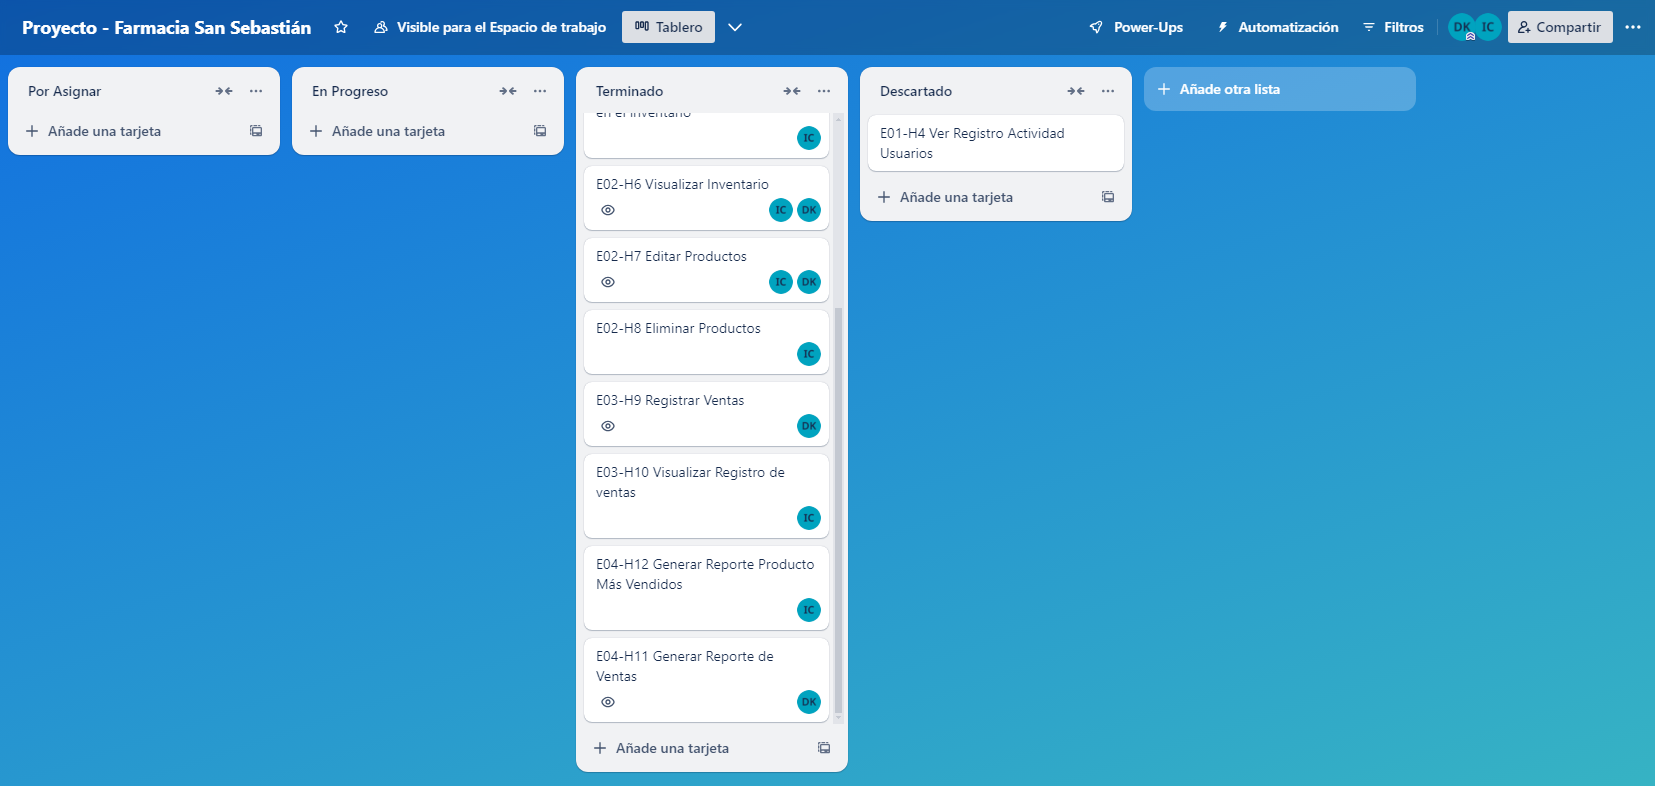 Proyecto - Farmacia San Sebastián
Visible para el Espacio de trabajo
Tablero
Power-Ups
Automatización
Filtros
DK
IC
Compartir
Por Asignar
Añade una tarjeta
En Progreso
Añade una tarjeta
Terminado
en el inventario
IC
E02-H6 Visualizar Inventario
IC DK
E02-H7 Editar Productos
IC DK
E02-H8 Eliminar Productos
IC
E03-H9 Registrar Ventas
DK
E03-H10 Visualizar Registro de
ventas
IC
E04-H12 Generar Reporte Producto
Más Vendidos
IC
E04-H11 Generar Reporte de
Ventas
DK
Añade una tarjeta
Descartado
E01-H4 Ver Registro Actividad
Usuarios
Añade una tarjeta
Añade otra lista